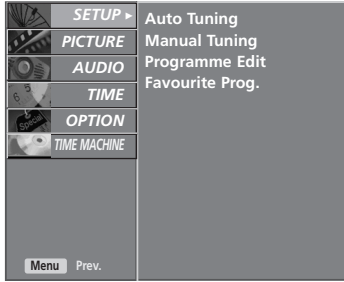 SETUP ▸
PICTURE
AUDIO
TIME
OPTION
TIME MACHINE
Auto Tuning
Manual Tuning
Programme Edit
Favourite Prog.
Menu Prev.